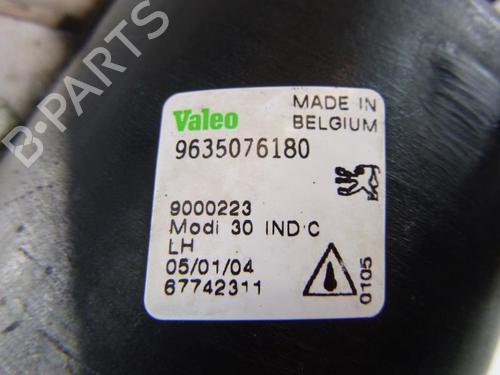 B-PARTS
Valeo
MADE IN
BELGIUM
9635076180
9000223
Modi 30 IND C
LH
05/01/04
67742311
0105